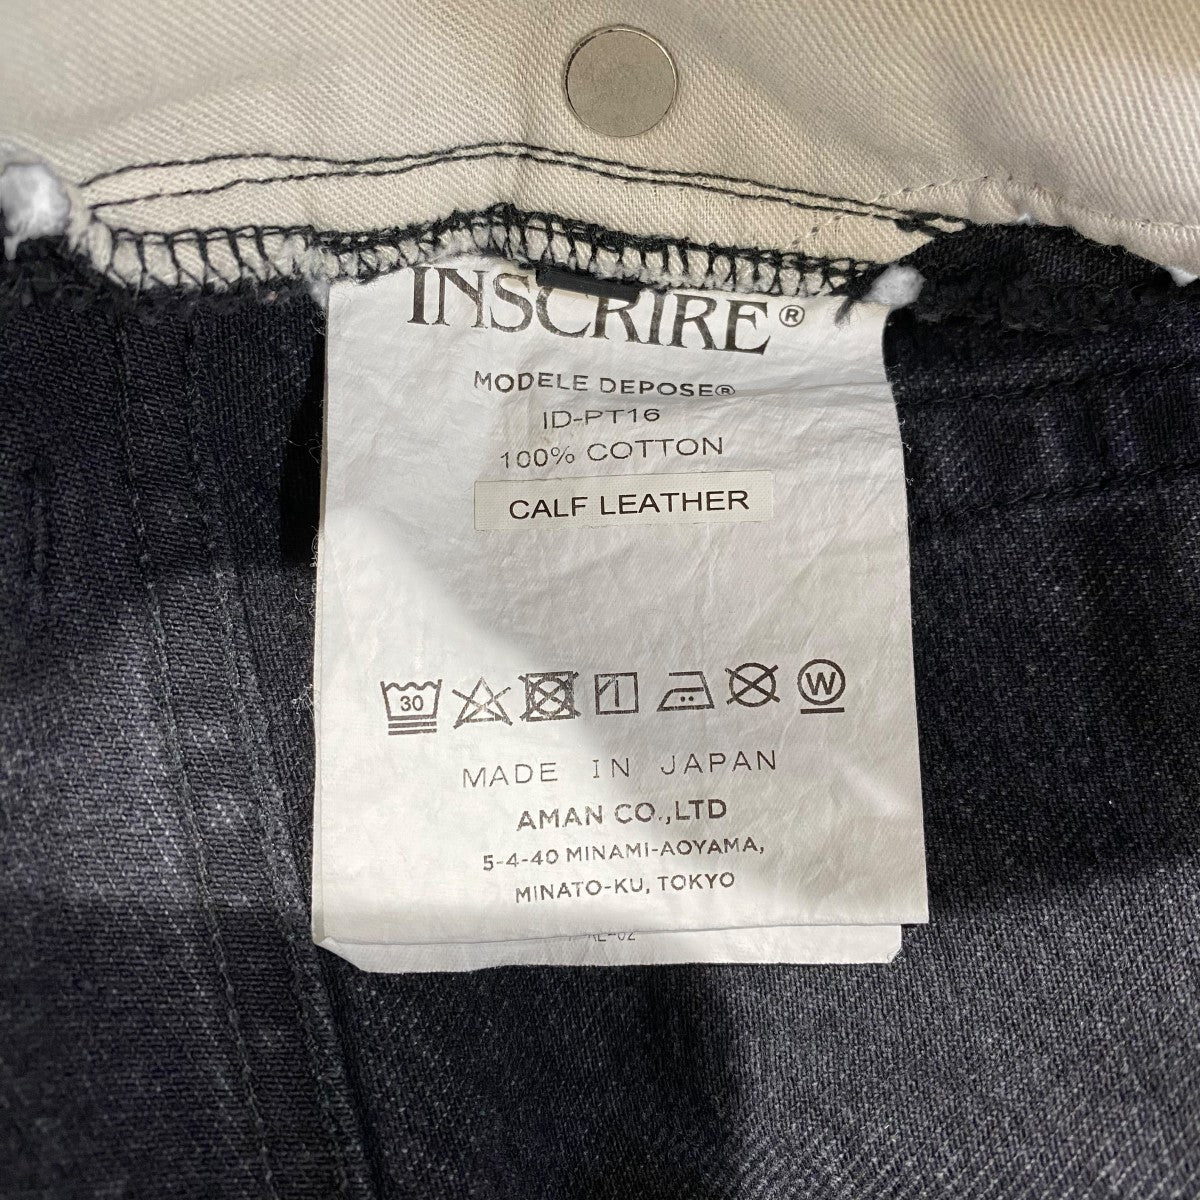 INSCRIRE®
MODELE DEPOSE®
ID-PT16
100% COTTON
CALF LEATHER
30 W
MADE IN JAPAN
AMAN CO.,LTD
5-4-40 MINAMI-AOYAMA,
MINATO-KU, TOKYO